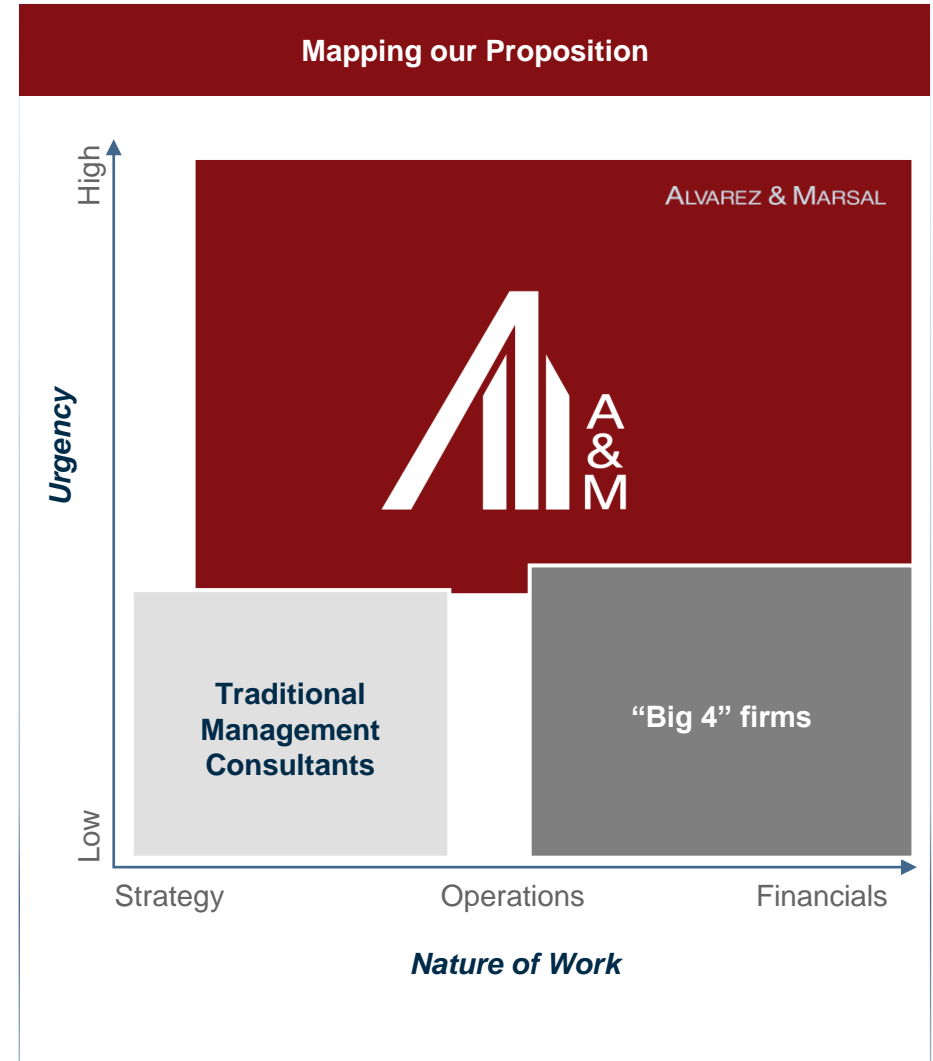 Mapping our Proposition
High
ALVAREZ & MARSAL
A
&
M
Urgency
Traditional
Management
Consultants
“Big 4” firms
Low
Strategy
Operations
Financials
Nature of Work